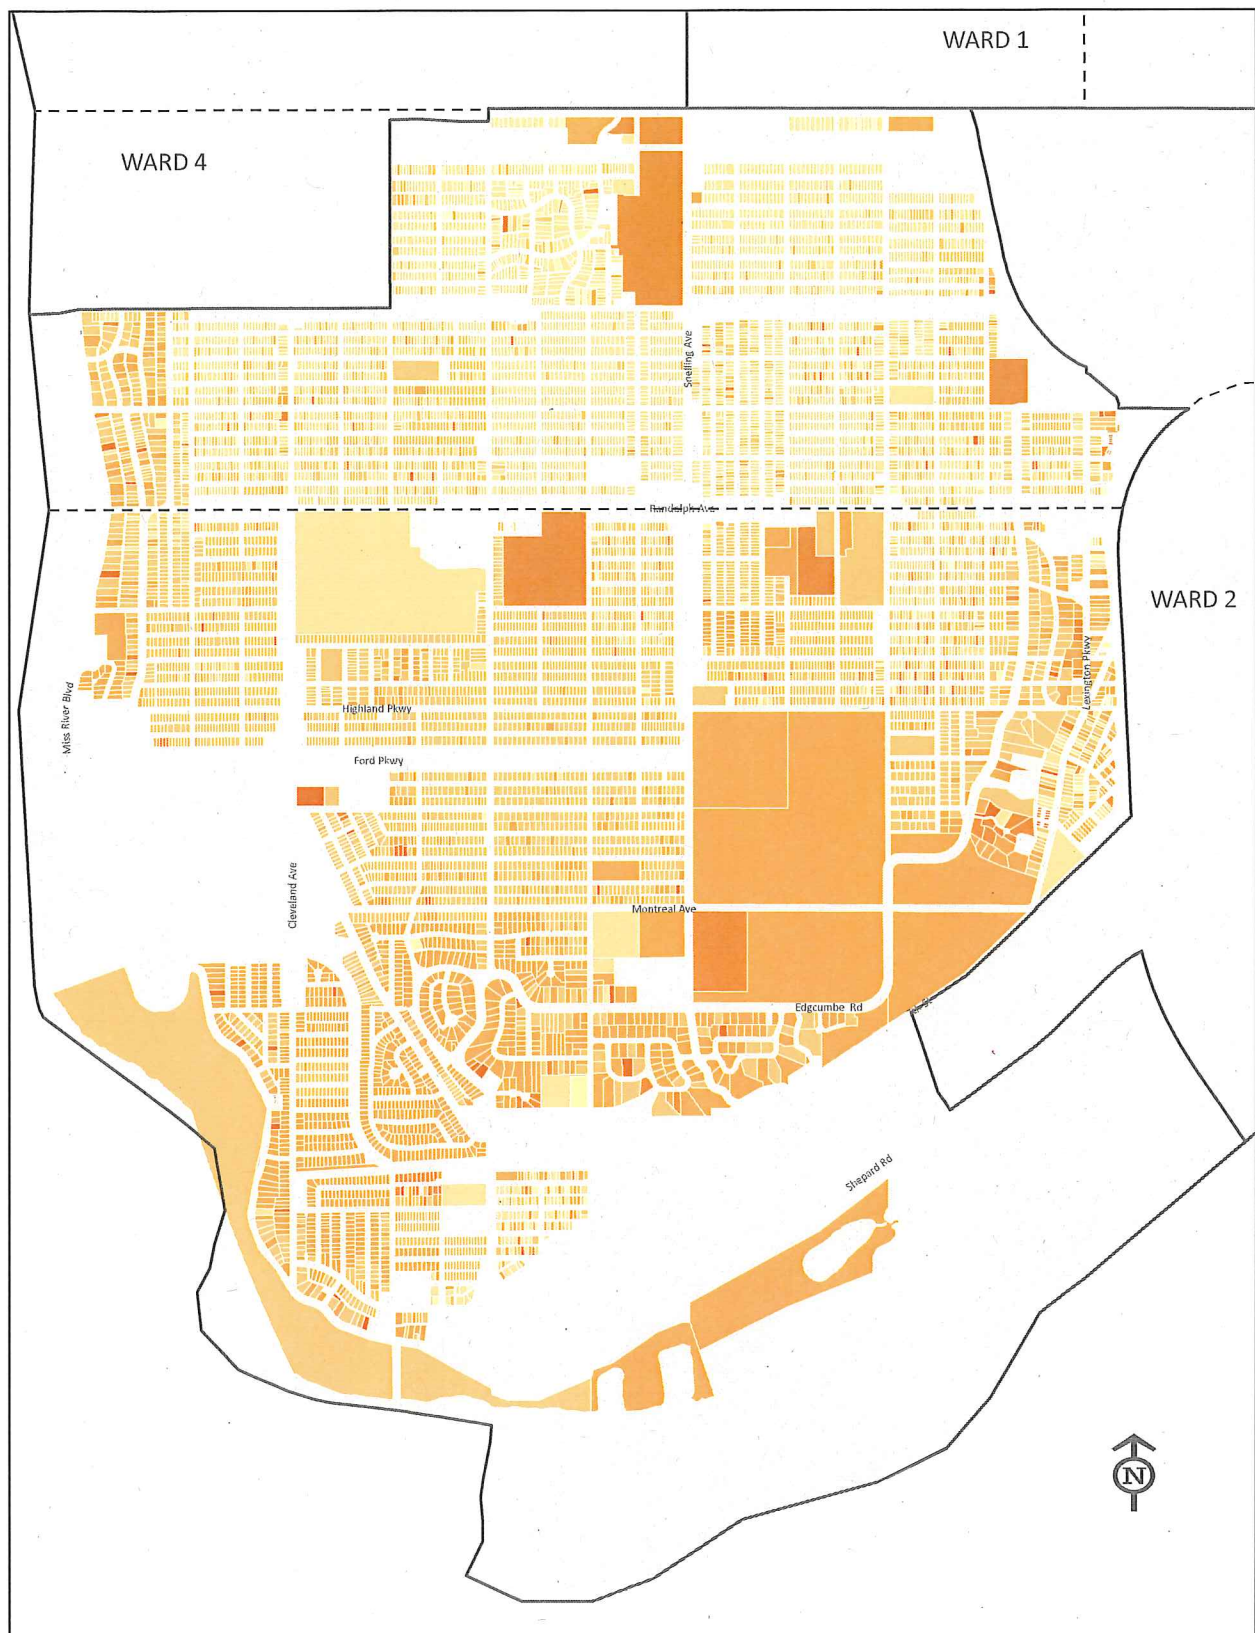 WARD 1
WARD 4
Snelling Ave
Randolph Ave
WARD 2
Lexington Pkwy
Miss River Blvd
Highland Pkwy
Ford Pkwy
Cleveland Ave
Montreal Ave
Edgcumbe Rd
Shepard Rd
N